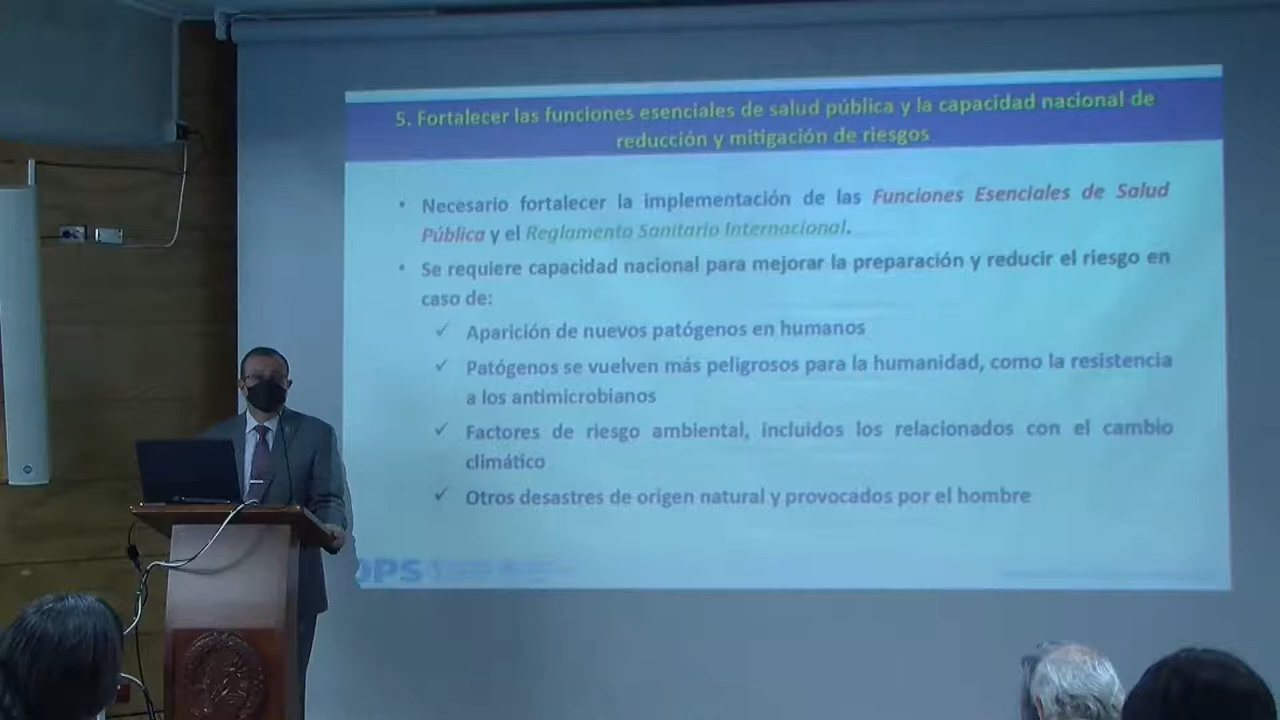 5. Fortalecer las funciones esenciales de salud pública y la capacidad nacional de
reducción y mitigación de riesgos
• Necesario fortalecer la implementación de las Funciones Esenciales de Salud
Pública y el Reglamento Sanitario Internacional.
• Se requiere capacidad nacional para mejorar la preparación y reducir el riesgo en
caso de:
✓ Aparición de nuevos patógenos en humanos
✓ Patógenos se vuelven más peligrosos para la humanidad, como la resistencia
a los antimicrobianos
✓ Factores de riesgo ambiental, incluidos los relacionados con el cambio
climático
✓ Otros desastres de origen natural y provocados por el hombre
OPS